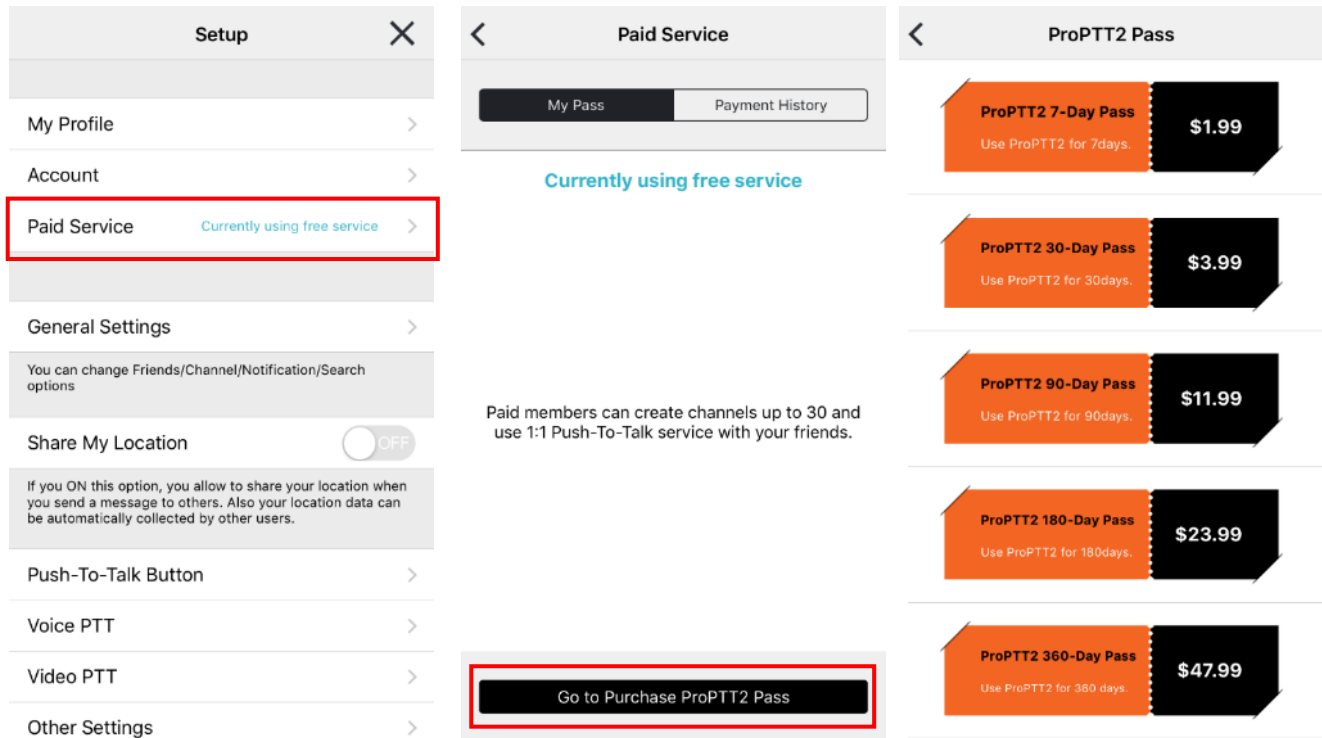 Setup
My Profile
Account
Paid Service Currently using free service
General Settings
You can change Friends/Channel/Notification/Search
options
Share My Location OFF
If you ON this option, you allow to share your location when
you send a message to others. Also your location data can
be automatically collected by other users.
Push-To-Talk Button
Voice PTT
Video PTT
Other Settings
Paid Service
My Pass Payment History
Currently using free service
Paid members can create channels up to 30 and
use 1:1 Push-To-Talk service with your friends.
Go to Purchase ProPTT2 Pass
ProPTT2 Pass
ProPTT2 7-Day Pass
Use ProPTT2 for 7days.
$1.99
ProPTT2 30-Day Pass
Use ProPTT2 for 30days.
$3.99
ProPTT2 90-Day Pass
Use ProPTT2 for 90days.
$11.99
ProPTT2 180-Day Pass
Use ProPTT2 for 180days.
$23.99
ProPTT2 360-Day Pass
Use ProPTT2 for 360 days.
$47.99